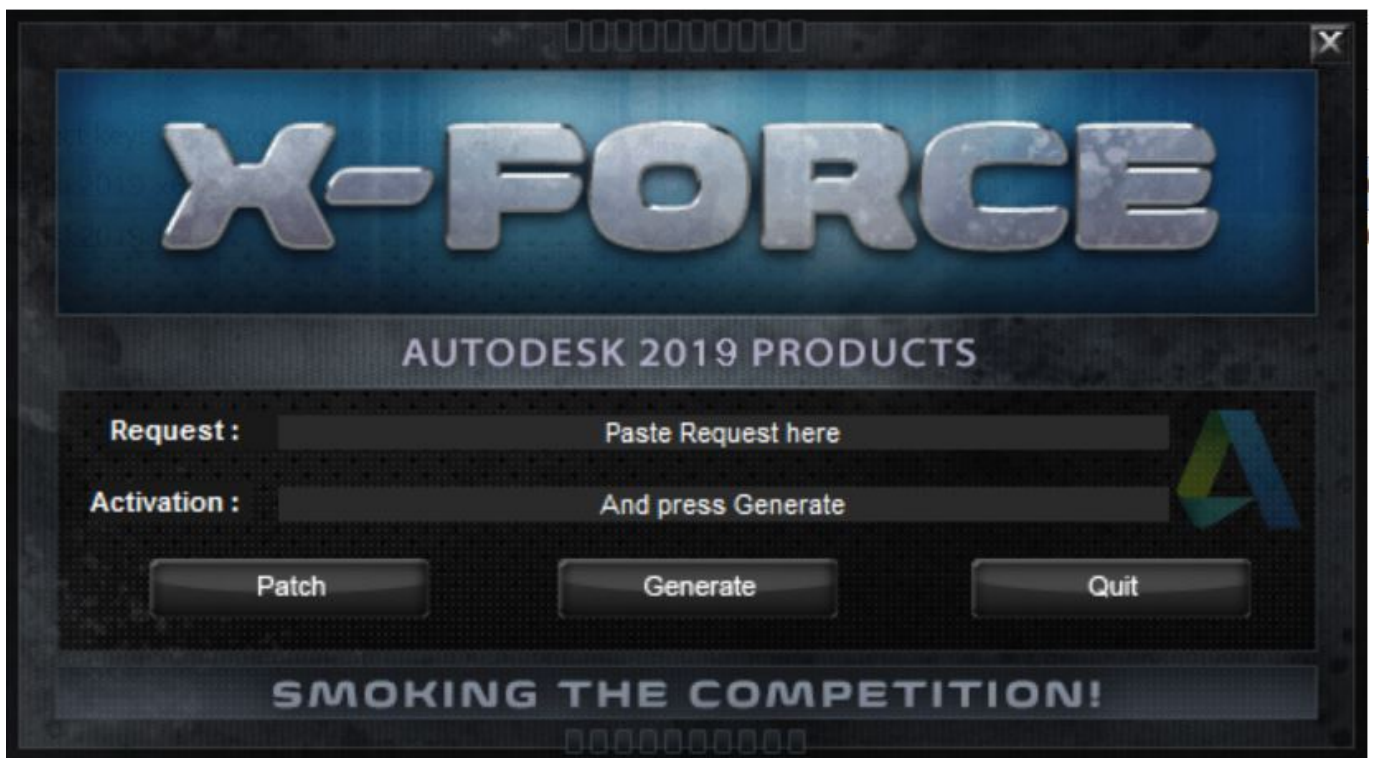 X
X-FORCE
AUTODESK 2019 PRODUCTS
Request :
Paste Request here
Activation :
And press Generate
Patch
Generate
Quit
SMOKING THE COMPETITION!